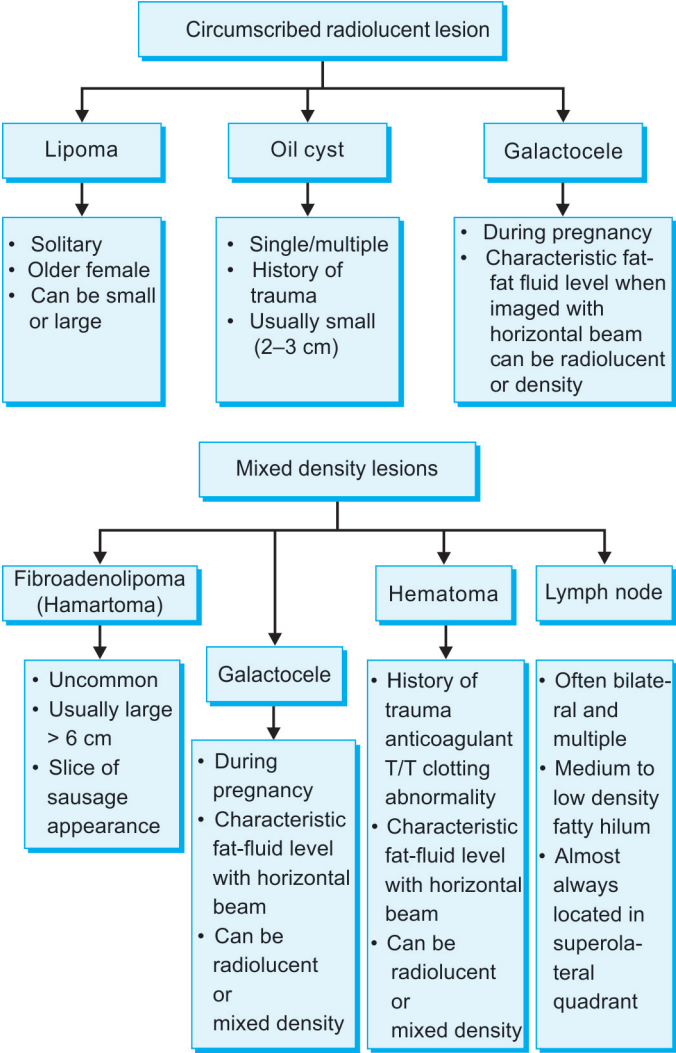 Circumscribed radiolucent lesion
Lipoma
Oil cyst
Galactocele
• Solitary
• Older female
• Can be small
or large
• Single/multiple
• History of
trauma
• Usually small
(2–3 cm)
• During pregnancy
• Characteristic fat-
fat fluid level when
imaged with
horizontal beam
can be radiolucent
or density
Mixed density lesions
Fibroadenolipoma
(Hamartoma)
Galactocele
Hematoma
Lymph node
• Uncommon
• Usually large
> 6 cm
• Slice of
sausage
appearance
• During
pregnancy
• Characteristic
fat-fluid level
with horizontal
beam
• Can be
radiolucent
or
mixed density
• History of
trauma
anticoagulant
T/T clotting
abnormality
• Characteristic
fat-fluid level
with horizontal
beam
• Can be
radiolucent
or
mixed density
• Often bilate-
ral and
multiple
• Medium to
low density
fatty hilum
• Almost
always
located in
superola-
teral
quadrant